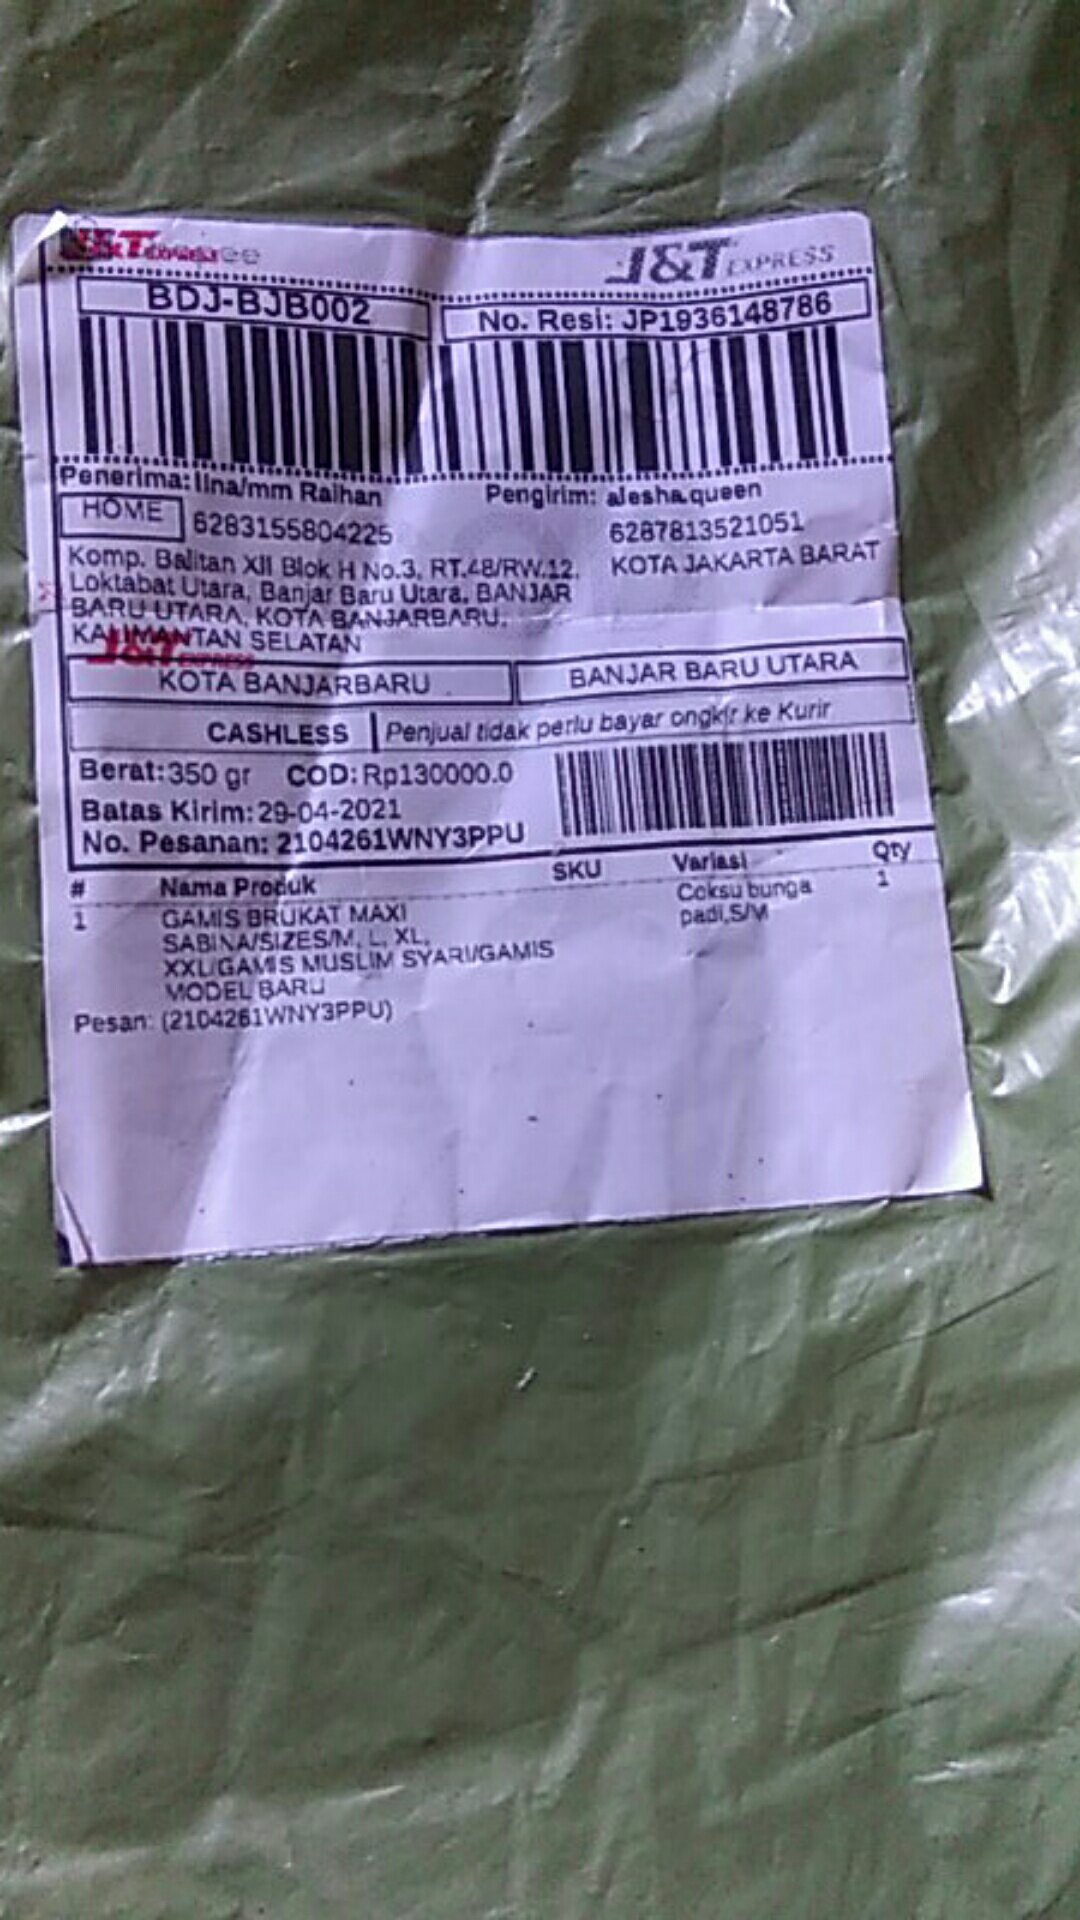 J&T EXPRESS
BDJ-BJB002
No. Resi: JP1936148786
Penerima: lina/mm Raihan
HOME 6283155804225
Komp. Balitan XII Blok H No.3, RT.48/RW.12,
Loktabat Utara, Banjar Baru Utara, BANJAR
BARU UTARA, KOTA BANJARBARU,
KALIMANTAN SELATAN
Pengirim: alesha.queen
6287813521051
KOTA JAKARTA BARAT
J&T EXPRESS
KOTA BANJARBARU
BANJAR BARU UTARA
CASHLESS Penjual tidak perlu bayar ongkir ke Kurir
Berat: 350 gr COD: Rp130000.0
Batas Kirim: 29-04-2021
No. Pesanan: 2104261WNY3PPU
# Nama Produk SKU Variasi Qty
1 GAMIS BRUKAT MAXI Coksu bunga 1
SABINA/SIZES/M, L, XL, padi,S/M
XXL/GAMIS MUSLIM SYARI/GAMIS
MODEL BARU
Pesan: (2104261WNY3PPU)